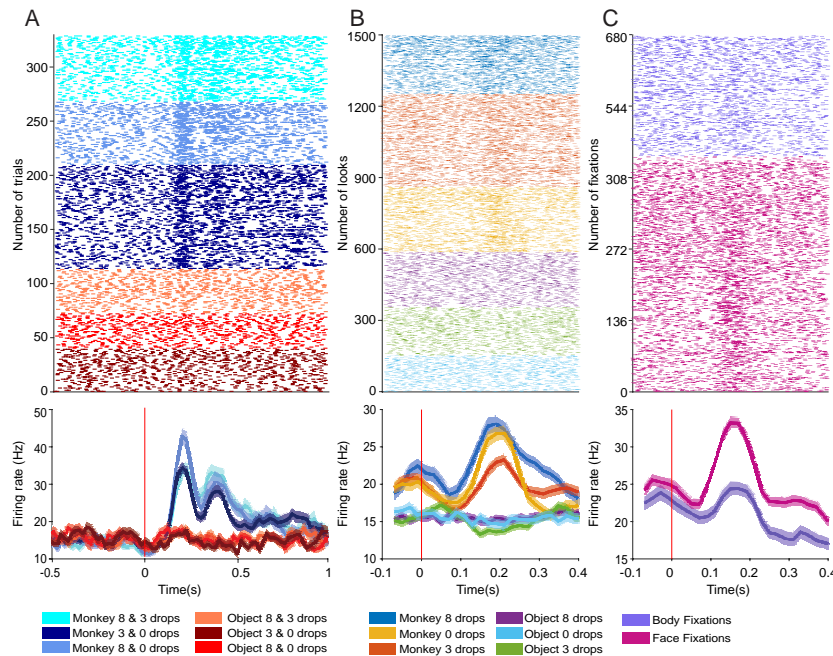 A
B
C
Number of trials
300
250
200
150
100
50
0
Number of looks
1500
1200
900
600
300
0
Number of fixations
680
544
408
308
272
136
0
Firing rate (Hz)
50
40
30
20
10
-0.5
0
0.5
1
Time(s)
Firing rate (Hz)
30
25
20
15
10
-0.1
0
0.1
0.2
0.3
0.4
Time(s)
Firing rate (Hz)
35
30
25
20
15
-0.1
0
0.1
0.2
0.3
0.4
Time(s)
Monkey 8 & 3 drops
Monkey 3 & 0 drops
Monkey 8 & 0 drops
Object 8 & 3 drops
Object 3 & 0 drops
Object 8 & 0 drops
Monkey 8 drops
Monkey 0 drops
Monkey 3 drops
Object 8 drops
Object 0 drops
Object 3 drops
Body Fixations
Face Fixations